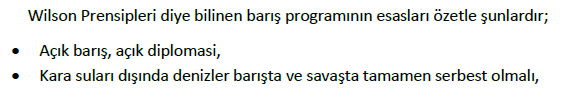 Wilson Prensipleri diye bilinen barış programının esasları özetle şunlardır;
• Açık barış, açık diplomasi,
• Kara suları dışında denizler barışta ve savaşta tamamen serbest olmalı,